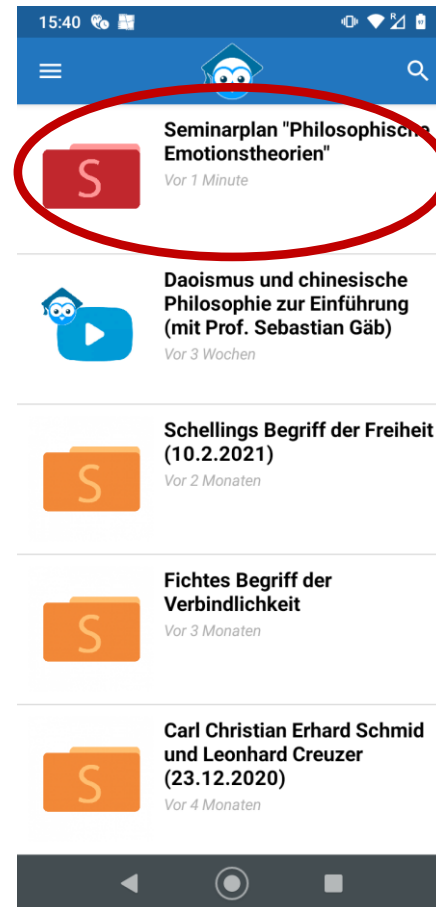 15:40
R
S
Seminarplan "Philosophische
Emotionstheorien"
Vor 1 Minute
Daoismus und chinesische
Philosophie zur Einführung
(mit Prof. Sebastian Gäb)
Vor 3 Wochen
S
Schellings Begriff der Freiheit
(10.2.2021)
Vor 2 Monaten
S
Fichtes Begriff der
Verbindlichkeit
Vor 3 Monaten
S
Carl Christian Erhard Schmid
und Leonhard Creuzer
(23.12.2020)
Vor 4 Monaten